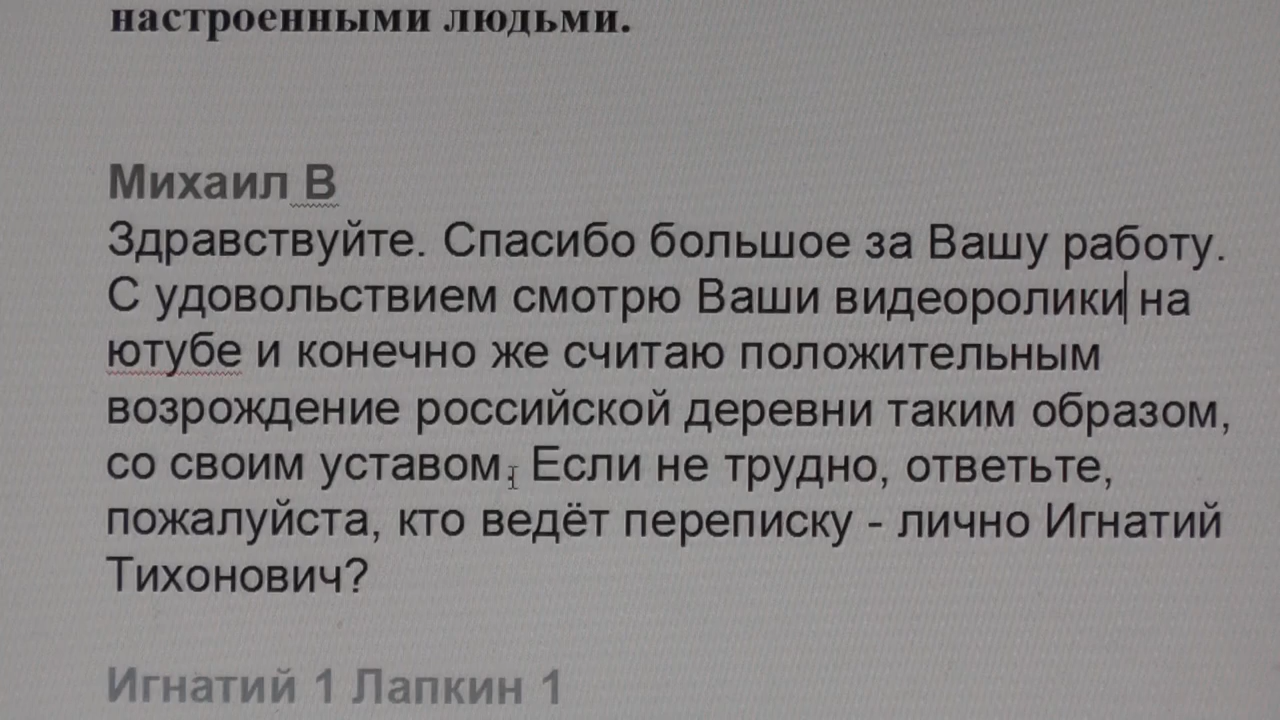 настроенными людьми.
Михаил В
Здравствуйте. Спасибо большое за Вашу работу.
С удовольствием смотрю Ваши видеоролики на
ютубе и конечно же считаю положительным
возрождение российской деревни таким образом,
со своим уставом. Если не трудно, ответьте,
пожалуйста, кто ведёт переписку - лично Игнатий
Тихонович?
Игнатий 1 Лапкин 1